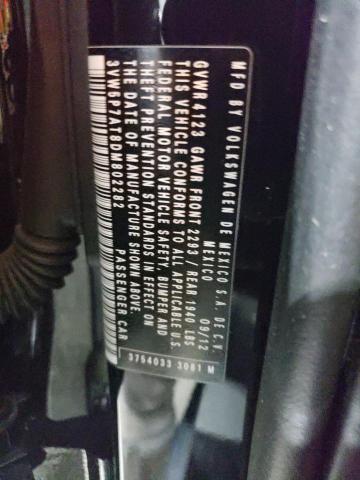 MFD BY VOLKSWAGEN DE MEXICO S.A. DE C.V.
MEXICO 09/12
GVWR 4123 GAWR FRONT 2293 / REAR 1940 LBS
THIS VEHICLE CONFORMS TO ALL APPLICABLE U.S.
FEDERAL MOTOR VEHICLE SAFETY, BUMPER AND
THEFT PREVENTION STANDARDS IN EFFECT ON
THE DATE OF MANUFACTURE SHOWN ABOVE.
3VW5P7AT8DM802282 PASSENGER CAR
3754033 3081 M